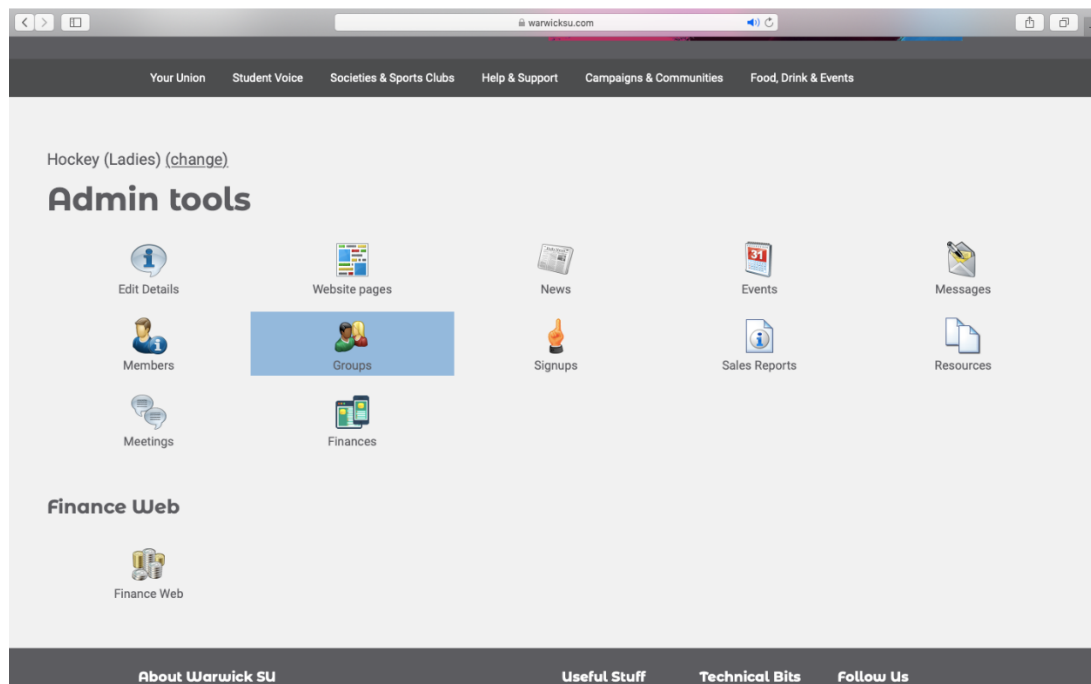 warwicksu.com
Your Union Student Voice Societies & Sports Clubs Help & Support Campaigns & Communities Food, Drink & Events
Hockey (Ladies) (change)
Admin tools
31
Edit Details Website pages News Events Messages
Members Groups Signups Sales Reports Resources
Meetings Finances
Finance Web
Finance Web
About Warwick SU Useful Stuff Technical Bits Follow Us